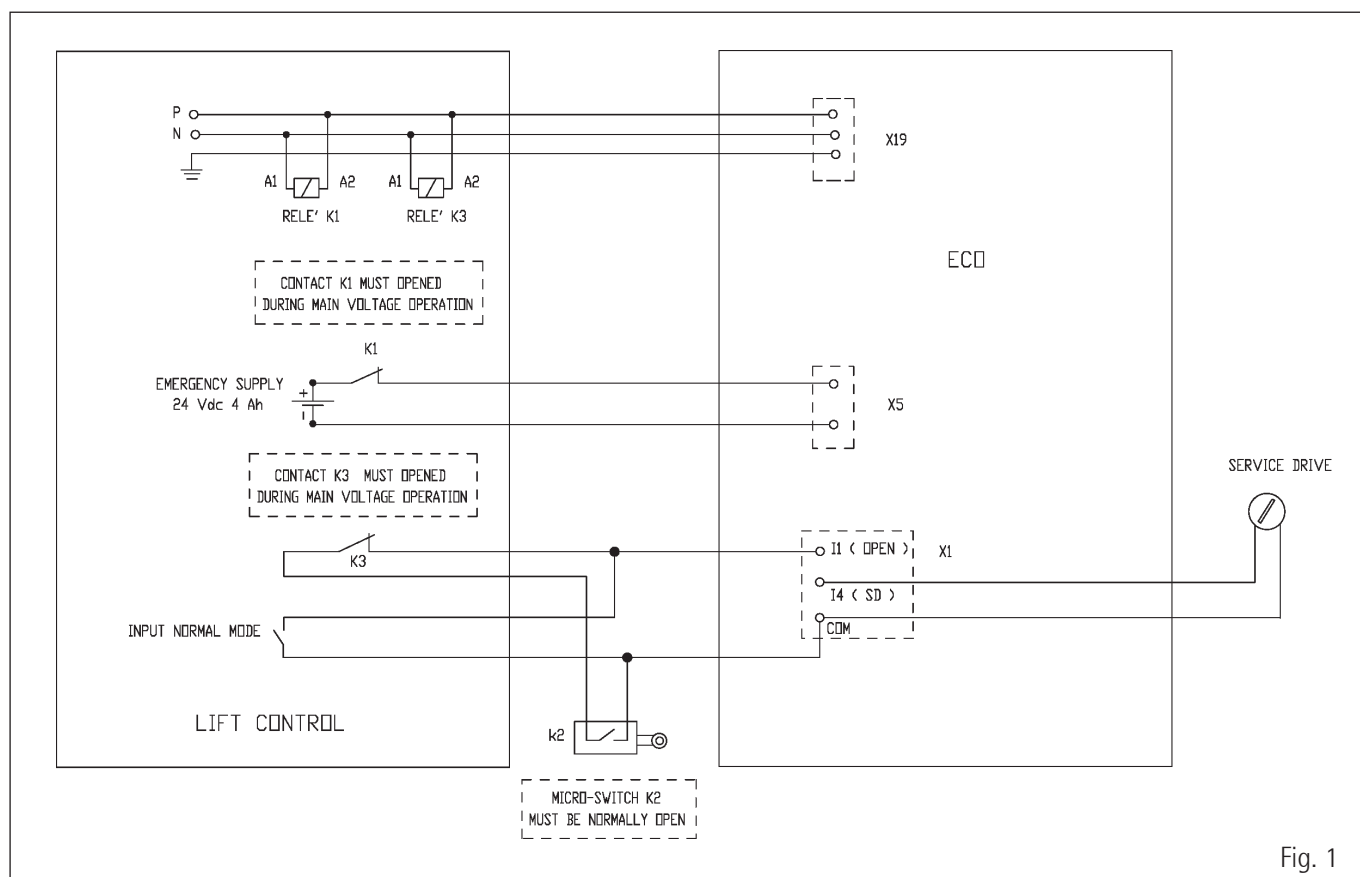 P
N
X19
A1 A2 A1 A2
RELE' K1 RELE' K3
ECO
CONTACT K1 MUST OPENED
DURING MAIN VOLTAGE OPERATION
K1
EMERGENCY SUPPLY
24 Vdc 4 Ah
+
X5
CONTACT K3 MUST OPENED
DURING MAIN VOLTAGE OPERATION
SERVICE DRIVE
K3
I1 ( OPEN ) X1
I4 ( SD )
COM
INPUT NORMAL MODE
LIFT CONTROL
k2
MICRO-SWITCH K2
MUST BE NORMALLY OPEN
Fig. 1